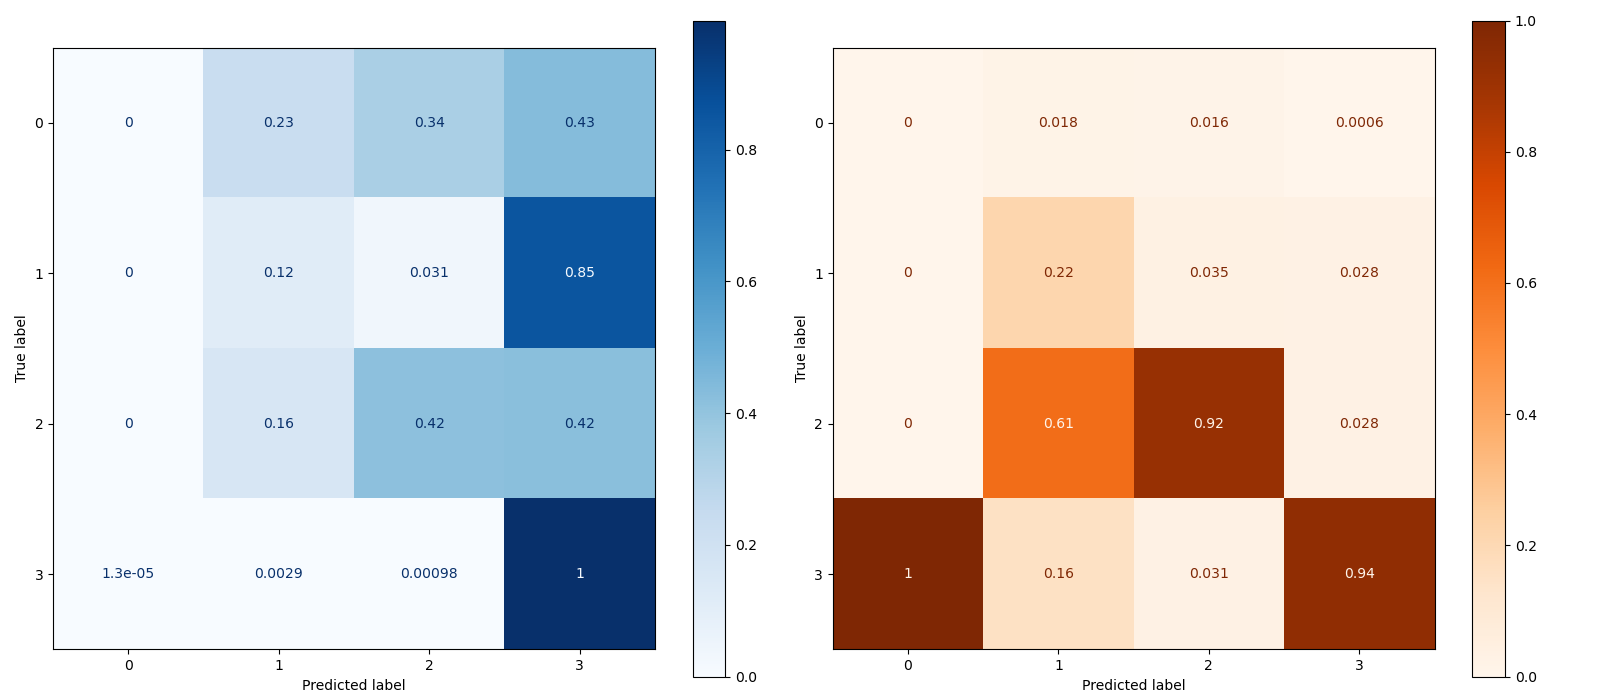 0 0.23 0.34 0.43
0 0.12 0.031 0.85
0 0.16 0.42 0.42
1.3e-05 0.0029 0.00098 1
0
1
2
3
True label
0 1 2 3
Predicted label
0.8
0.6
0.4
0.2
0.0
0 0.018 0.016 0.0006
0 0.22 0.035 0.028
0 0.61 0.92 0.028
1 0.16 0.031 0.94
0
1
2
3
True label
0 1 2 3
Predicted label
1.0
0.8
0.6
0.4
0.2
0.0